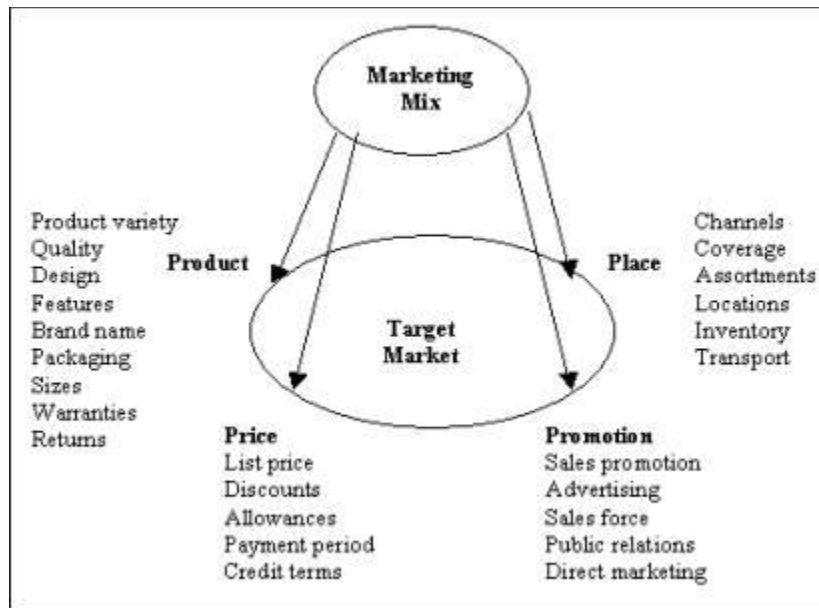 Marketing
Mix
Product variety
Quality
Design
Features
Brand name
Packaging
Sizes
Warranties
Returns
Product
Target
Market
Place
Channels
Coverage
Assortments
Locations
Inventory
Transport
Price
List price
Discounts
Allowances
Payment period
Credit terms
Promotion
Sales promotion
Advertising
Sales force
Public relations
Direct marketing